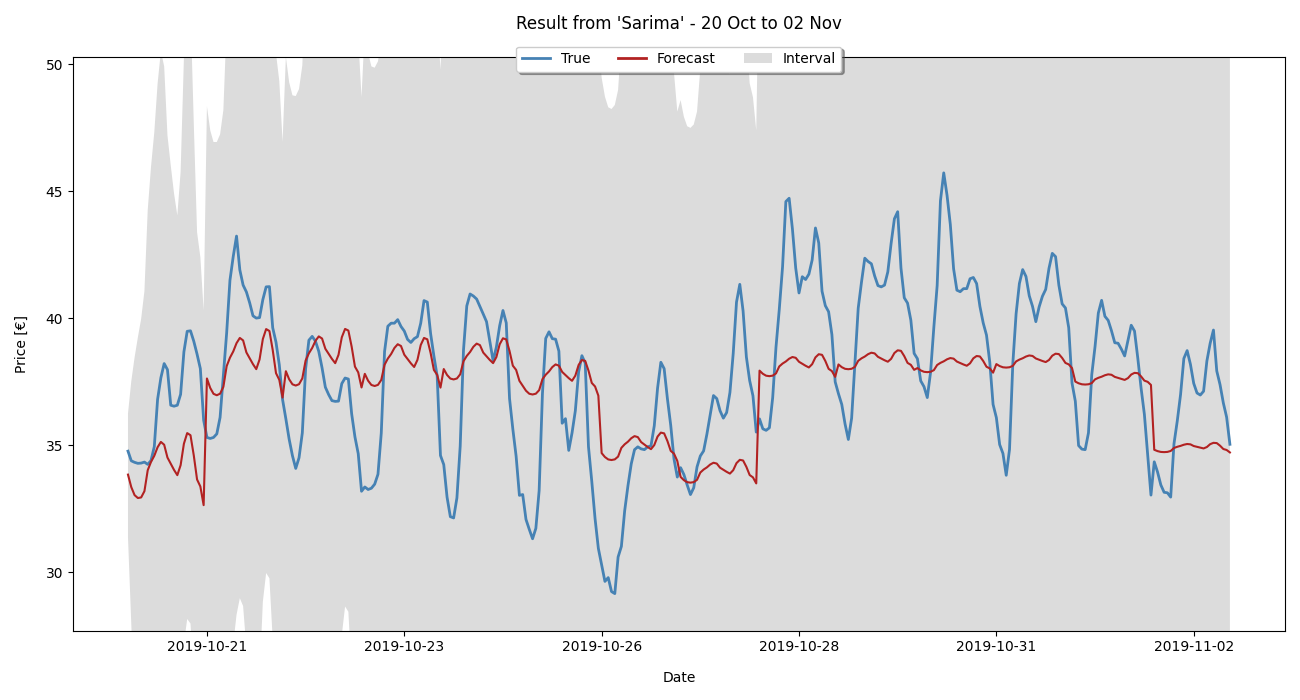 Result from 'Sarima' - 20 Oct to 02 Nov
True Forecast Interval
50
45
40
35
30
Price [€]
2019-10-21 2019-10-23 2019-10-26 2019-10-28 2019-10-31 2019-11-02
Date